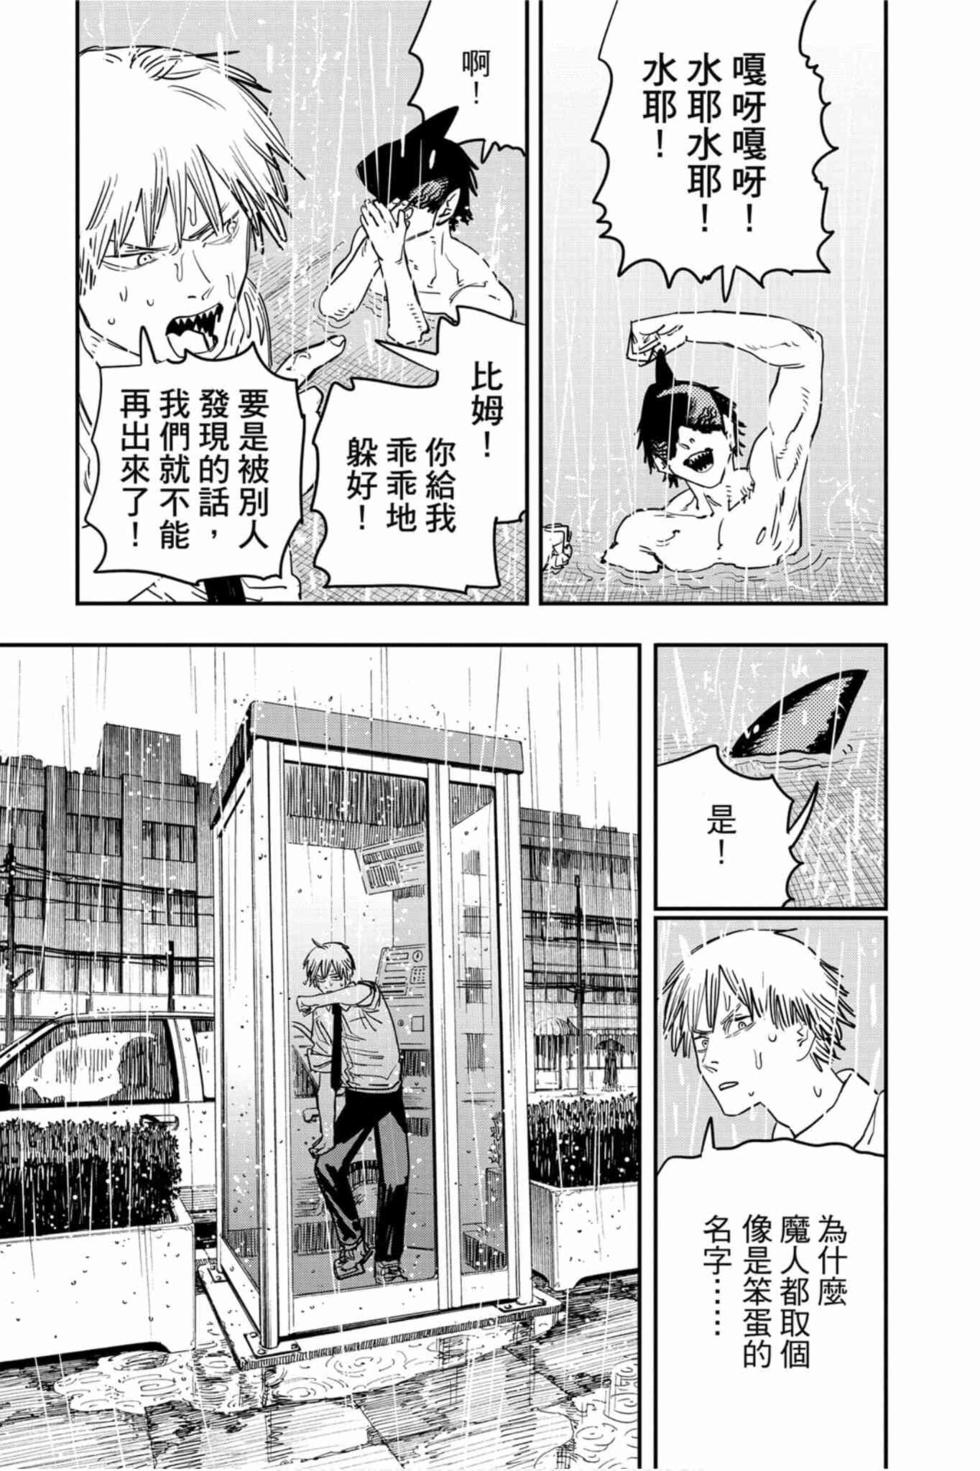 嘎呀嘎呀！
水耶水耶！
水耶！
啊！
比姆！
你給我
乖乖地
躲好！
要是被別人
發現的話，
我們就不能
再出來了！
是！
為什麼
魔人都取個
像是笨蛋的
名字……